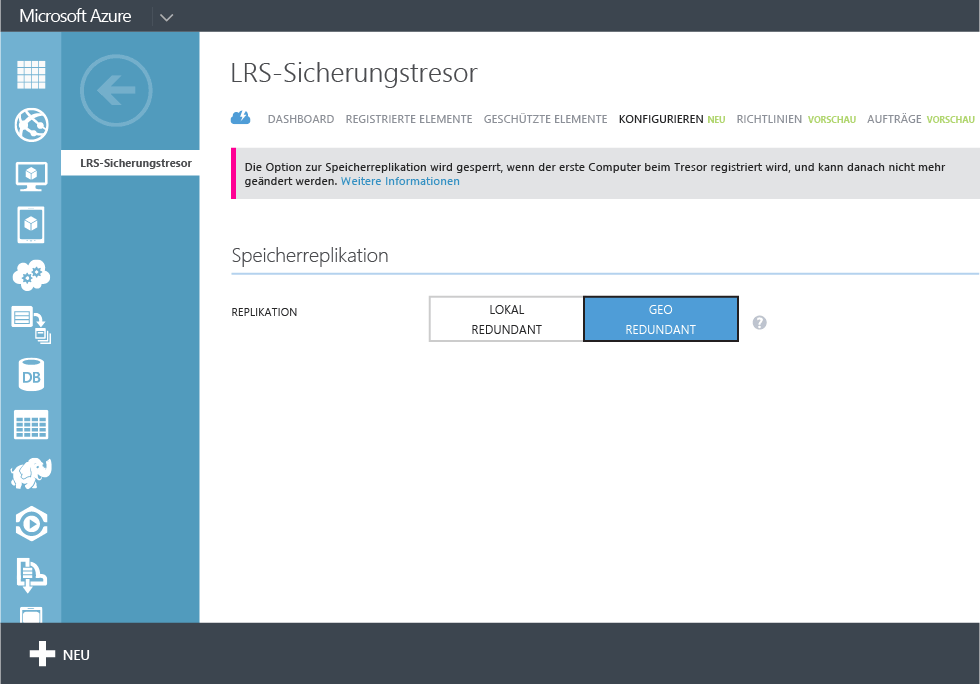 Microsoft Azure
LRS-Sicherungstresor
LRS-Sicherungstresor
DASHBOARD REGISTRIERTE ELEMENTE GESCHÜTZTE ELEMENTE KONFIGURIEREN NEU RICHTLINIEN VORSCHAU AUFTRÄGE VORSCHAU
Die Option zur Speicherreplikation wird gesperrt, wenn der erste Computer beim Tresor registriert wird, und kann danach nicht mehr
geändert werden. Weitere Informationen
Speicherreplikation
REPLIKATION
LOKAL
REDUNDANT
GEO
REDUNDANT
?
DB
NEU